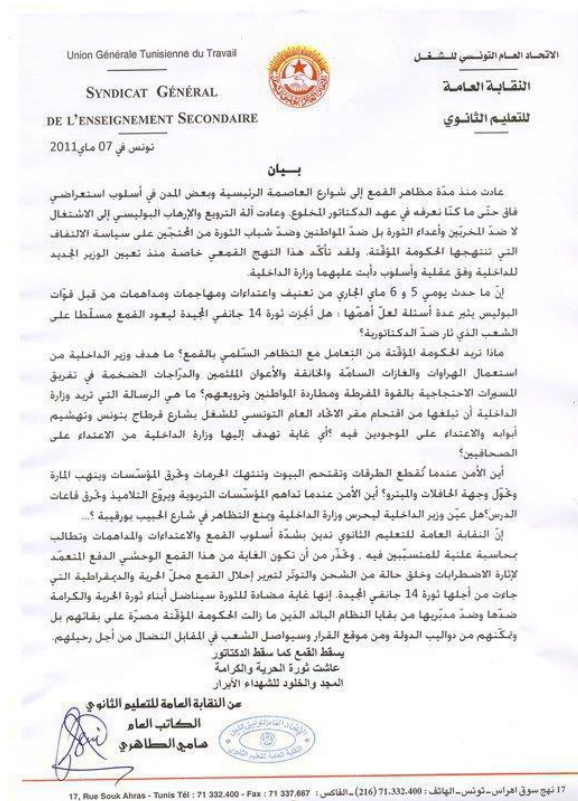 Union Générale Tunisienne du Travail
SYNDICAT GÉNÉRAL
DE L'ENSEIGNEMENT SECONDAIRE
الاتحاد العام التونسي للشغل
النقابة العامة
للتعليم الثانوي
تونس في 07 ماي 2011
بيان
عادت منذ مدّة مظاهر القمع إلى شوارع العاصمة الرئيسية وبعض المدن في أسلوب استعراضي
فاق حتّى ما كنّا نعرفه في عهد الدكتاتور المخلوع. وعادت آلة الترويع والإرهاب البوليسي إلى الاشتغال
لا ضدّ المخرّبين وأعداء الثورة بل ضدّ المواطنين وضدّ شباب الثورة من المحتجّين على سياسة الالتفاف
التي تنتهجها الحكومة المؤقّتة. ولقد تأكّد هذا النهج القمعي خاصة منذ تعيين الوزير الجديد
للداخلية وفق عقلية وأسلوب دأبت عليهما وزارة الداخلية.
إنّ ما حدث يومي 5 و 6 ماي الجاري من تعنيف واعتداءات ومهاجمات ومداهمات من قبل قوّات
البوليس يثير عدة أسئلة لعلّ أهمّها : هل أنجزت ثورة 14 جانفي المجيدة ليعود القمع مسلّطا على
الشعب الذي ثار ضدّ الدكتاتورية؟
ماذا تريد الحكومة المؤقّتة من التعامل مع التظاهر السّلمي بالقمع؟ ما هدف وزير الداخلية من
استعمال الهراوات والغازات السامّة والخانقة والأعوان الملثمين والدرّاجات الضخمة في تفريق
المسيرات الاحتجاجية بالقوة المفرطة ومطاردة المواطنين وترويعهم؟ ما هي الرسالة التي تريد وزارة
الداخلية أن تبلغها من اقتحام مقر الاتحاد العام التونسي للشغل بشارع قرطاج بتونس وتهشيم
أبوابه والاعتداء على الموجودين فيه ؟أي غاية تهدف إليها وزارة الداخلية من الاعتداء على
الصحافيين؟
أين الأمن عندما تُقطع الطرقات وتقتحم البيوت وتنتهك الحرمات وتحرق المؤسّسات وينهب المارة
وتحوّل وجهة الحافلات والميترو؟ أين الأمن عندما تداهم المؤسّسات التربوية ويروّع التلاميذ وتحرق قاعات
الدرس؟هل عيّن وزير الداخلية ليحرس وزارة الداخلية ويمنع التظاهر في شارع الحبيب بورقيبة ؟...
إنّ النقابة العامة للتعليم الثانوي تدين بشدّة أسلوب القمع والاعتداءات والمداهمات وتطالب
بمحاسبة علنية للمتسبّبين فيه . وتحذّر من أن تكون الغاية من هذا القمع الوحشي الدفع المتعمّد
لإثارة الاضطرابات وخلق حالة من الشحن والتوتّر لتبرير إحلال القمع محلّ الحرية والديمقراطية التي
جاءت من أجلها ثورة 14 جانفي المجيدة. إنها غاية مضادة للثورة سيناضل أبناء ثورة الحرية والكرامة
ضدّها وضدّ مدبّريها من بقايا النظام البائد الذين ما زالت الحكومة المؤقّتة مصرّة على بقائهم بل
وتمكّنهم من دواليب الدولة ومن موقع القرار وسيواصل الشعب في المقابل النضال من أجل رحيلهم.
يسقط القمع كما سقط الدكتاتور
عاشت ثورة الحرية والكرامة
المجد والخلود للشهداء الأبرار
عن النقابة العامة للتعليم الثانوي
الكاتب العام
سامي الطاهري
17 نهج سوق اهراس ـ تونس ـ الهاتف : 71.332.400 (216) ـ الفاكس :
17, Rue Souk Ahras - Tunis Tél : 71 332.400 - Fax : 71 337.667